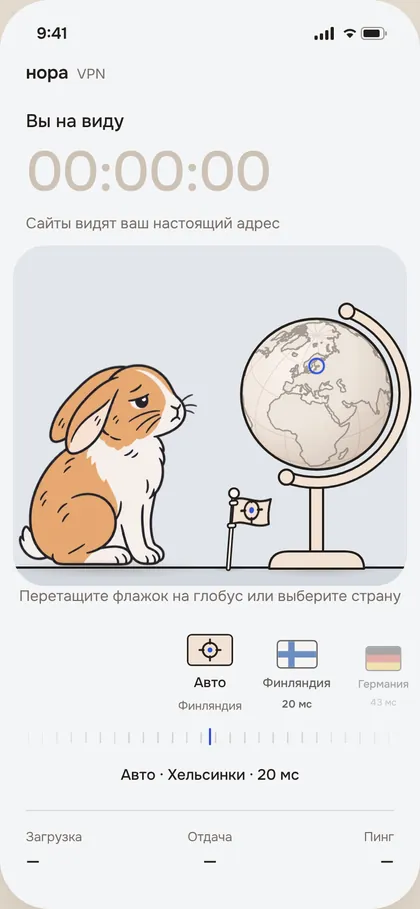 9:41
нора VPN
Вы на виду
00:00:00
Сайты видят ваш настоящий адрес
Перетащите флажок на глобус или выберите страну
Авто
Финляндия
Финляндия
20 мс
Германия
43 мс
Авто · Хельсинки · 20 мс
Загрузка Отдача Пинг
— — —